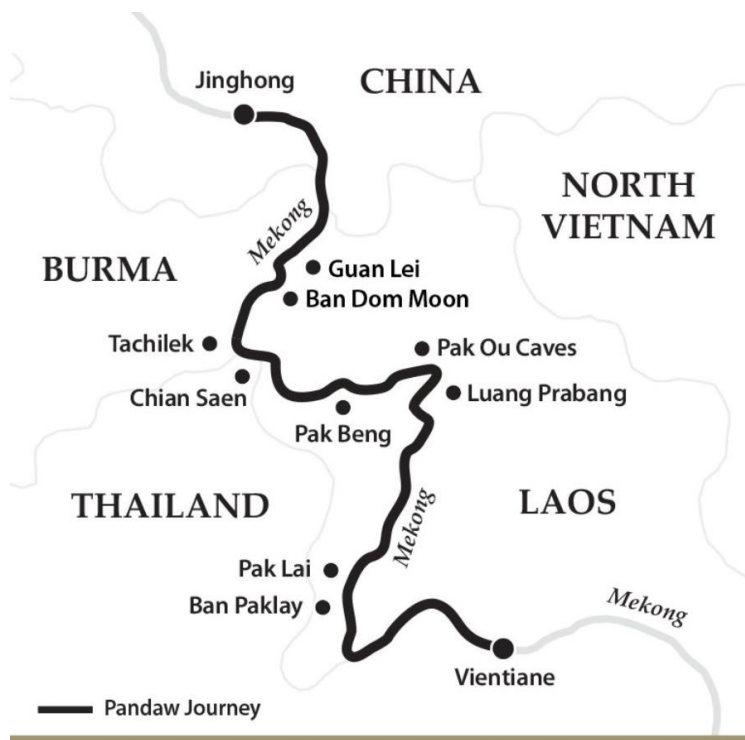 Jinghong
CHINA
NORTH
VIETNAM
Mekong
BURMA
Guan Lei
Ban Dom Moon
Tachilek
Pak Ou Caves
Chian Saen
Luang Prabang
Pak Beng
THAILAND
LAOS
Mekong
Pak Lai
Ban Paklay
Mekong
Vientiane
Pandaw Journey